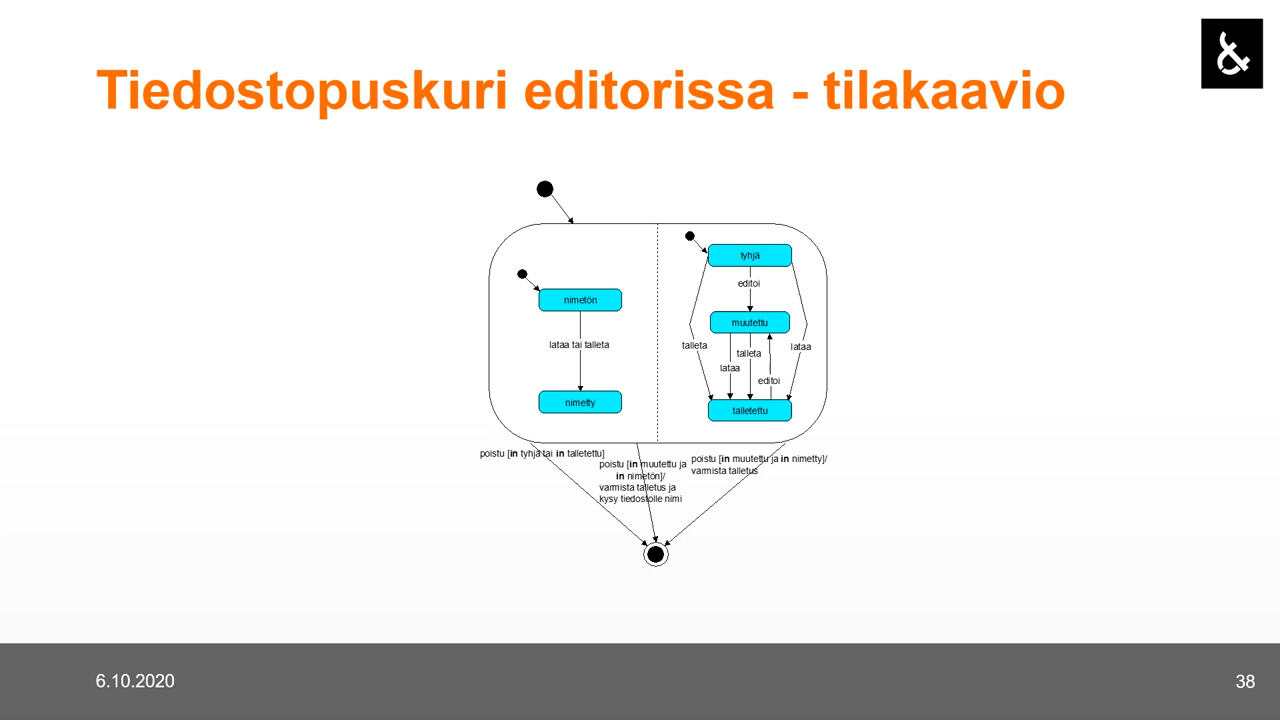 &
Tiedostopuskuri editorissa - tilakaavio
tyhjä
editoi
nimetön
muutettu
lataa tai talleta
talleta
talleta
lataa
lataa
editoi
nimetty
talletettu
poistu [in tyhjä tai in talletettu]
poistu [in muutettu ja
in nimetön]/
varmista talletus ja
kysy tiedostolle nimi
poistu [in muutettu ja in nimetty]/
varmista talletus
6.10.2020
38